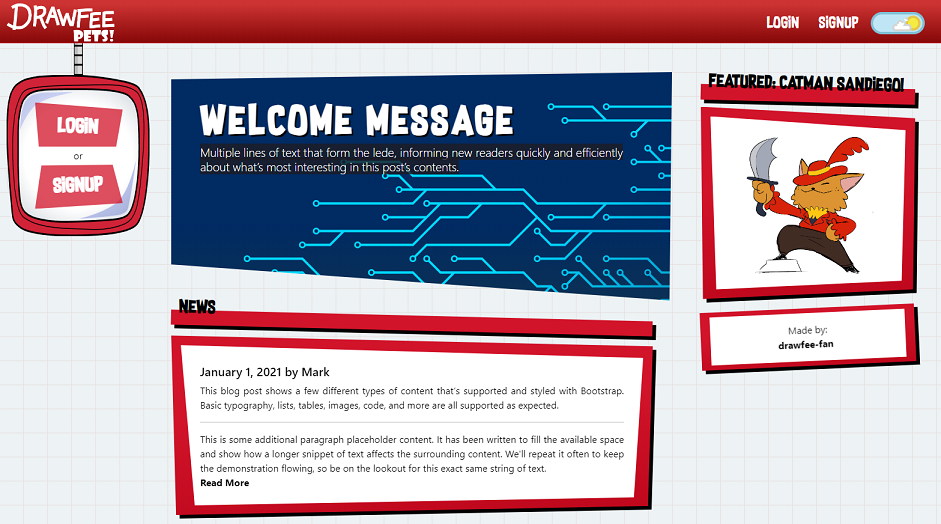 DRAWFEE
PETS!
LOGIN
SIGNUP
LOGIN
or
SIGNUP
WELCOME MESSAGE
Multiple lines of text that form the lede, informing new readers quickly and efficiently
about what's most interesting in this post's contents.
NEWS
January 1, 2021 by Mark
This blog post shows a few different types of content that's supported and styled with Bootstrap.
Basic typography, lists, tables, images, code, and more are all supported as expected.
This is some additional paragraph placeholder content. It has been written to fill the available space
and show how a longer snippet of text affects the surrounding content. We'll repeat it often to keep
the demonstration flowing, so be on the lookout for this exact same string of text.
Read More
FEATURED: CATMAN SANDIEGO!
Made by:
drawfee-fan